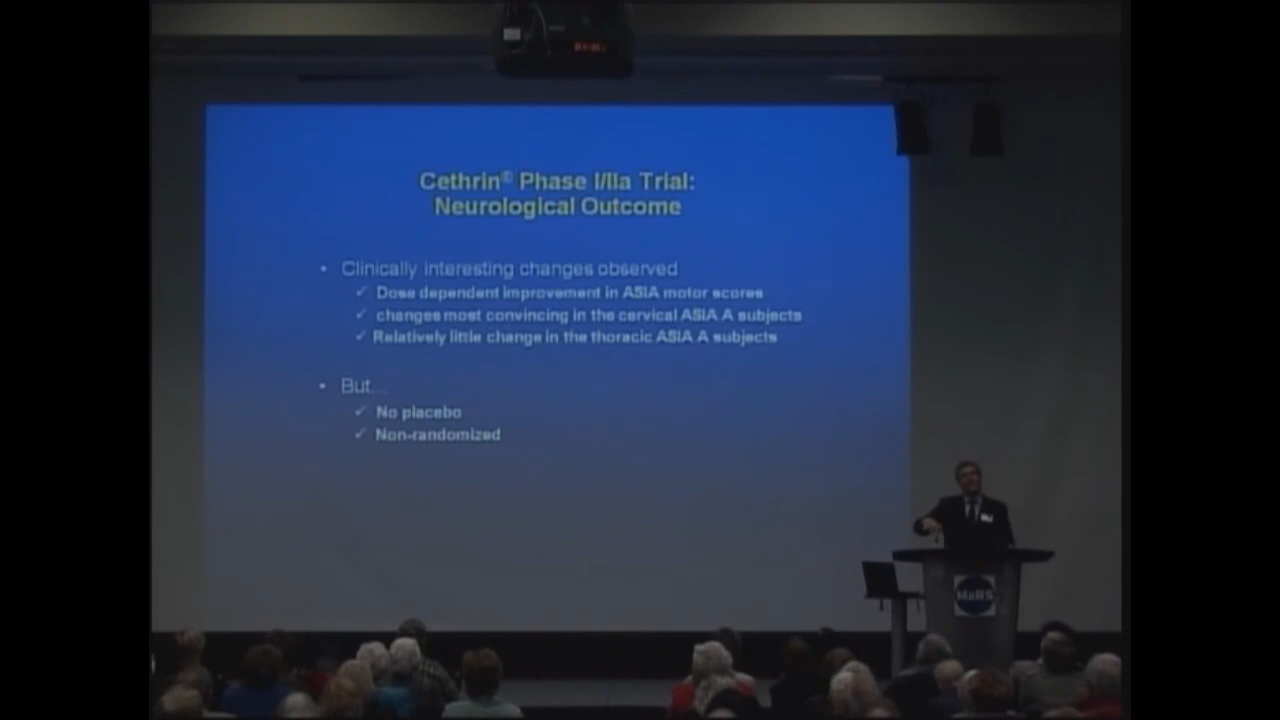 Cethrin® Phase I/IIa Trial:
Neurological Outcome
• Clinically interesting changes observed
✓ Dose dependent improvement in ASIA motor scores
✓ changes most convincing in the cervical ASIA A subjects
✓ Relatively little change in the thoracic ASIA A subjects
• But...
✓ No placebo
✓ Non-randomized
MaRS